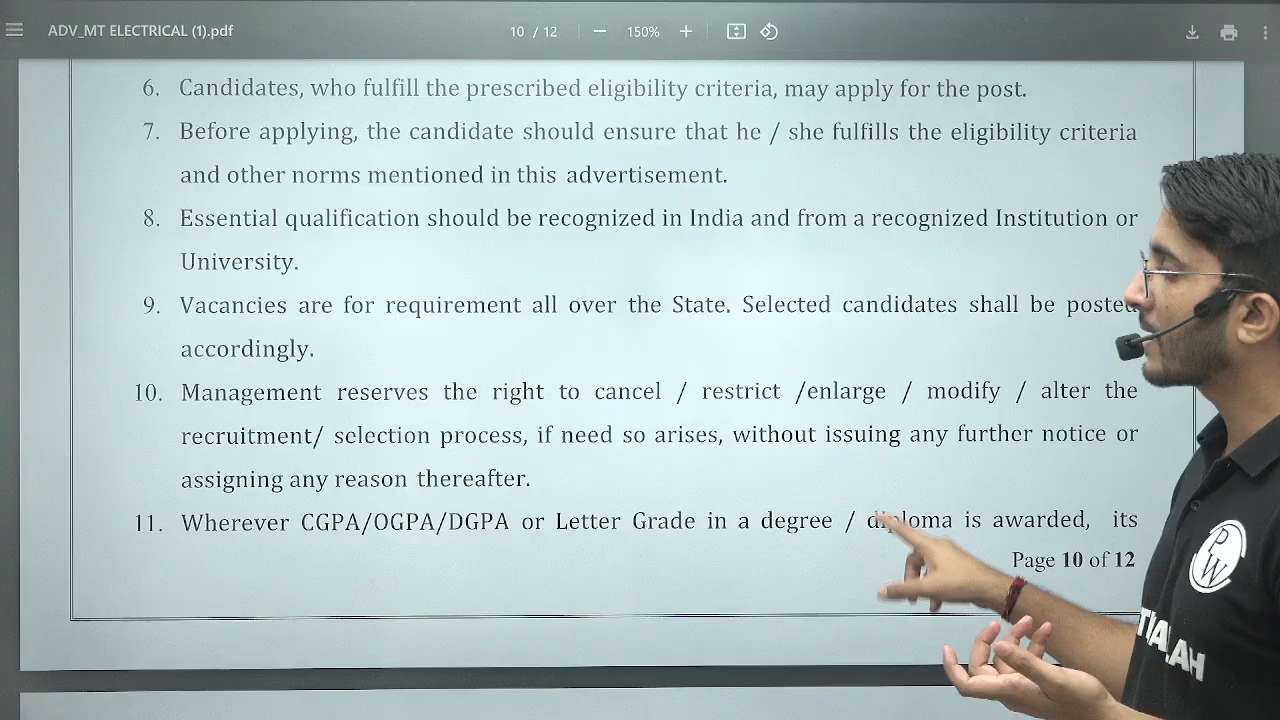 ADV_MT ELECTRICAL (1).pdf
10 / 12
150%
6. Candidates, who fulfill the prescribed eligibility criteria, may apply for the post.
7. Before applying, the candidate should ensure that he / she fulfills the eligibility criteria
and other norms mentioned in this advertisement.
8. Essential qualification should be recognized in India and from a recognized Institution or
University.
9. Vacancies are for requirement all over the State. Selected candidates shall be posted
accordingly.
10. Management reserves the right to cancel / restrict /enlarge / modify / alter the
recruitment/ selection process, if need so arises, without issuing any further notice or
assigning any reason thereafter.
11. Wherever CGPA/OGPA/DGPA or Letter Grade in a degree / diploma is awarded, its
Page 10 of 12
PW